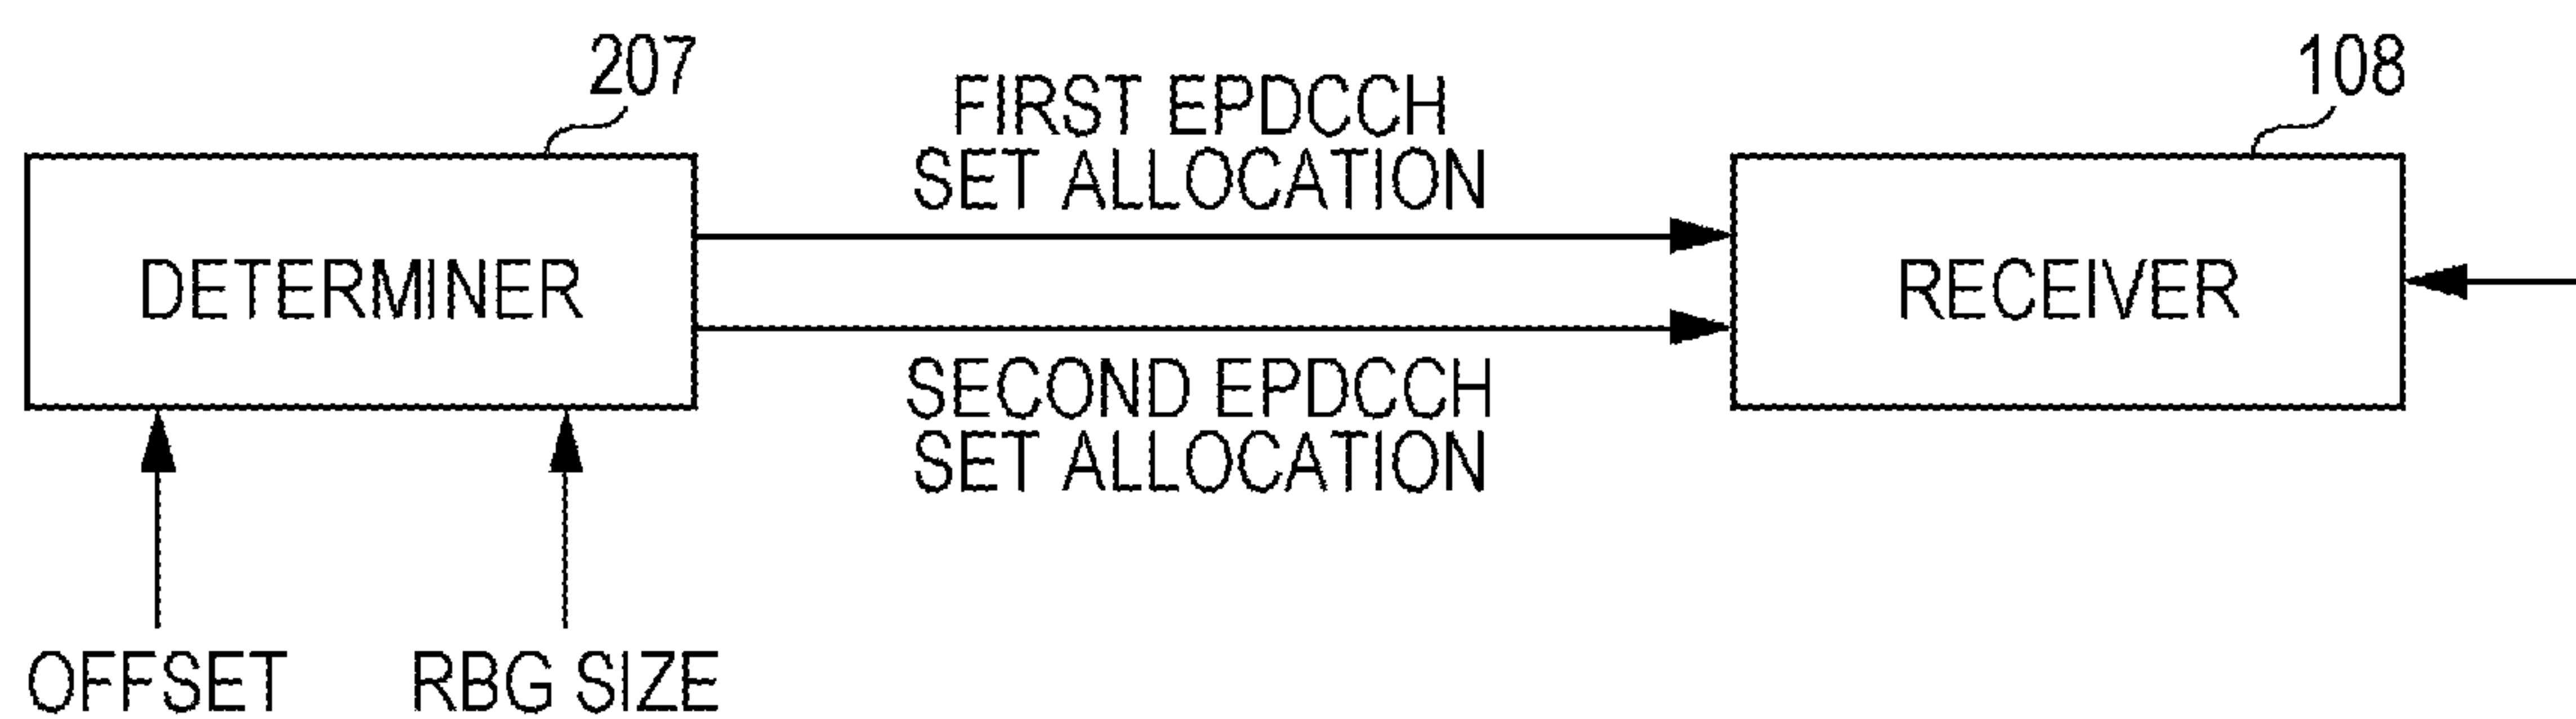 207
108
FIRST EPDCCH
SET ALLOCATION
DETERMINER
RECEIVER
SECOND EPDCCH
SET ALLOCATION
OFFSET
RBG SIZE